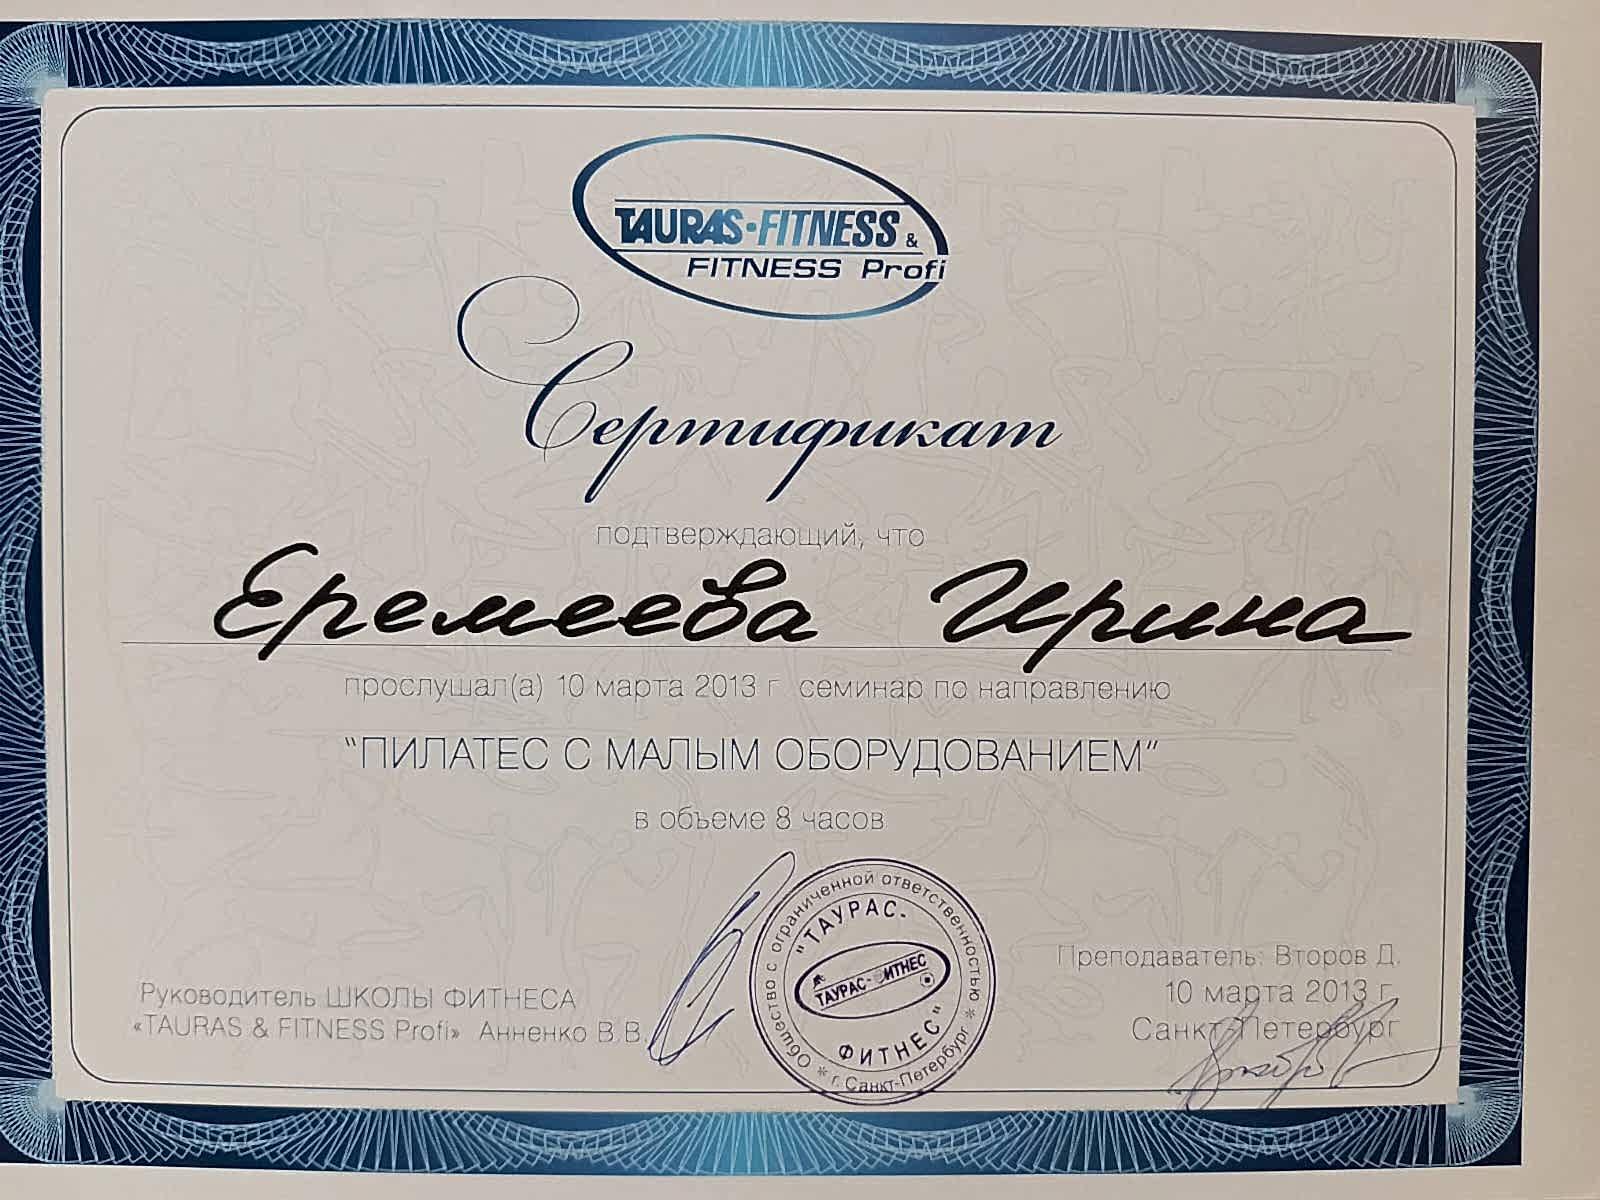 TAURAS·FITNESS &
FITNESS Profi
Сертификат
подтверждающий, что
Еремеева Ирина
прослушал(а) 10 марта 2013 г. семинар по направлению
"ПИЛАТЕС С МАЛЫМ ОБОРУДОВАНИЕМ"
в объеме 8 часов
Руководитель ШКОЛЫ ФИТНЕСА
«TAURAS & FITNESS Profi» Анненко В.В.
Общество с ограниченной ответственностью
"ТАУРАС.
ТАУРАС-ФИТНЕС
ФИТНЕС"
* г. Санкт-Петербург *
Преподаватель: Второв Д.
10 марта 2013 г.
Санкт-Петербург